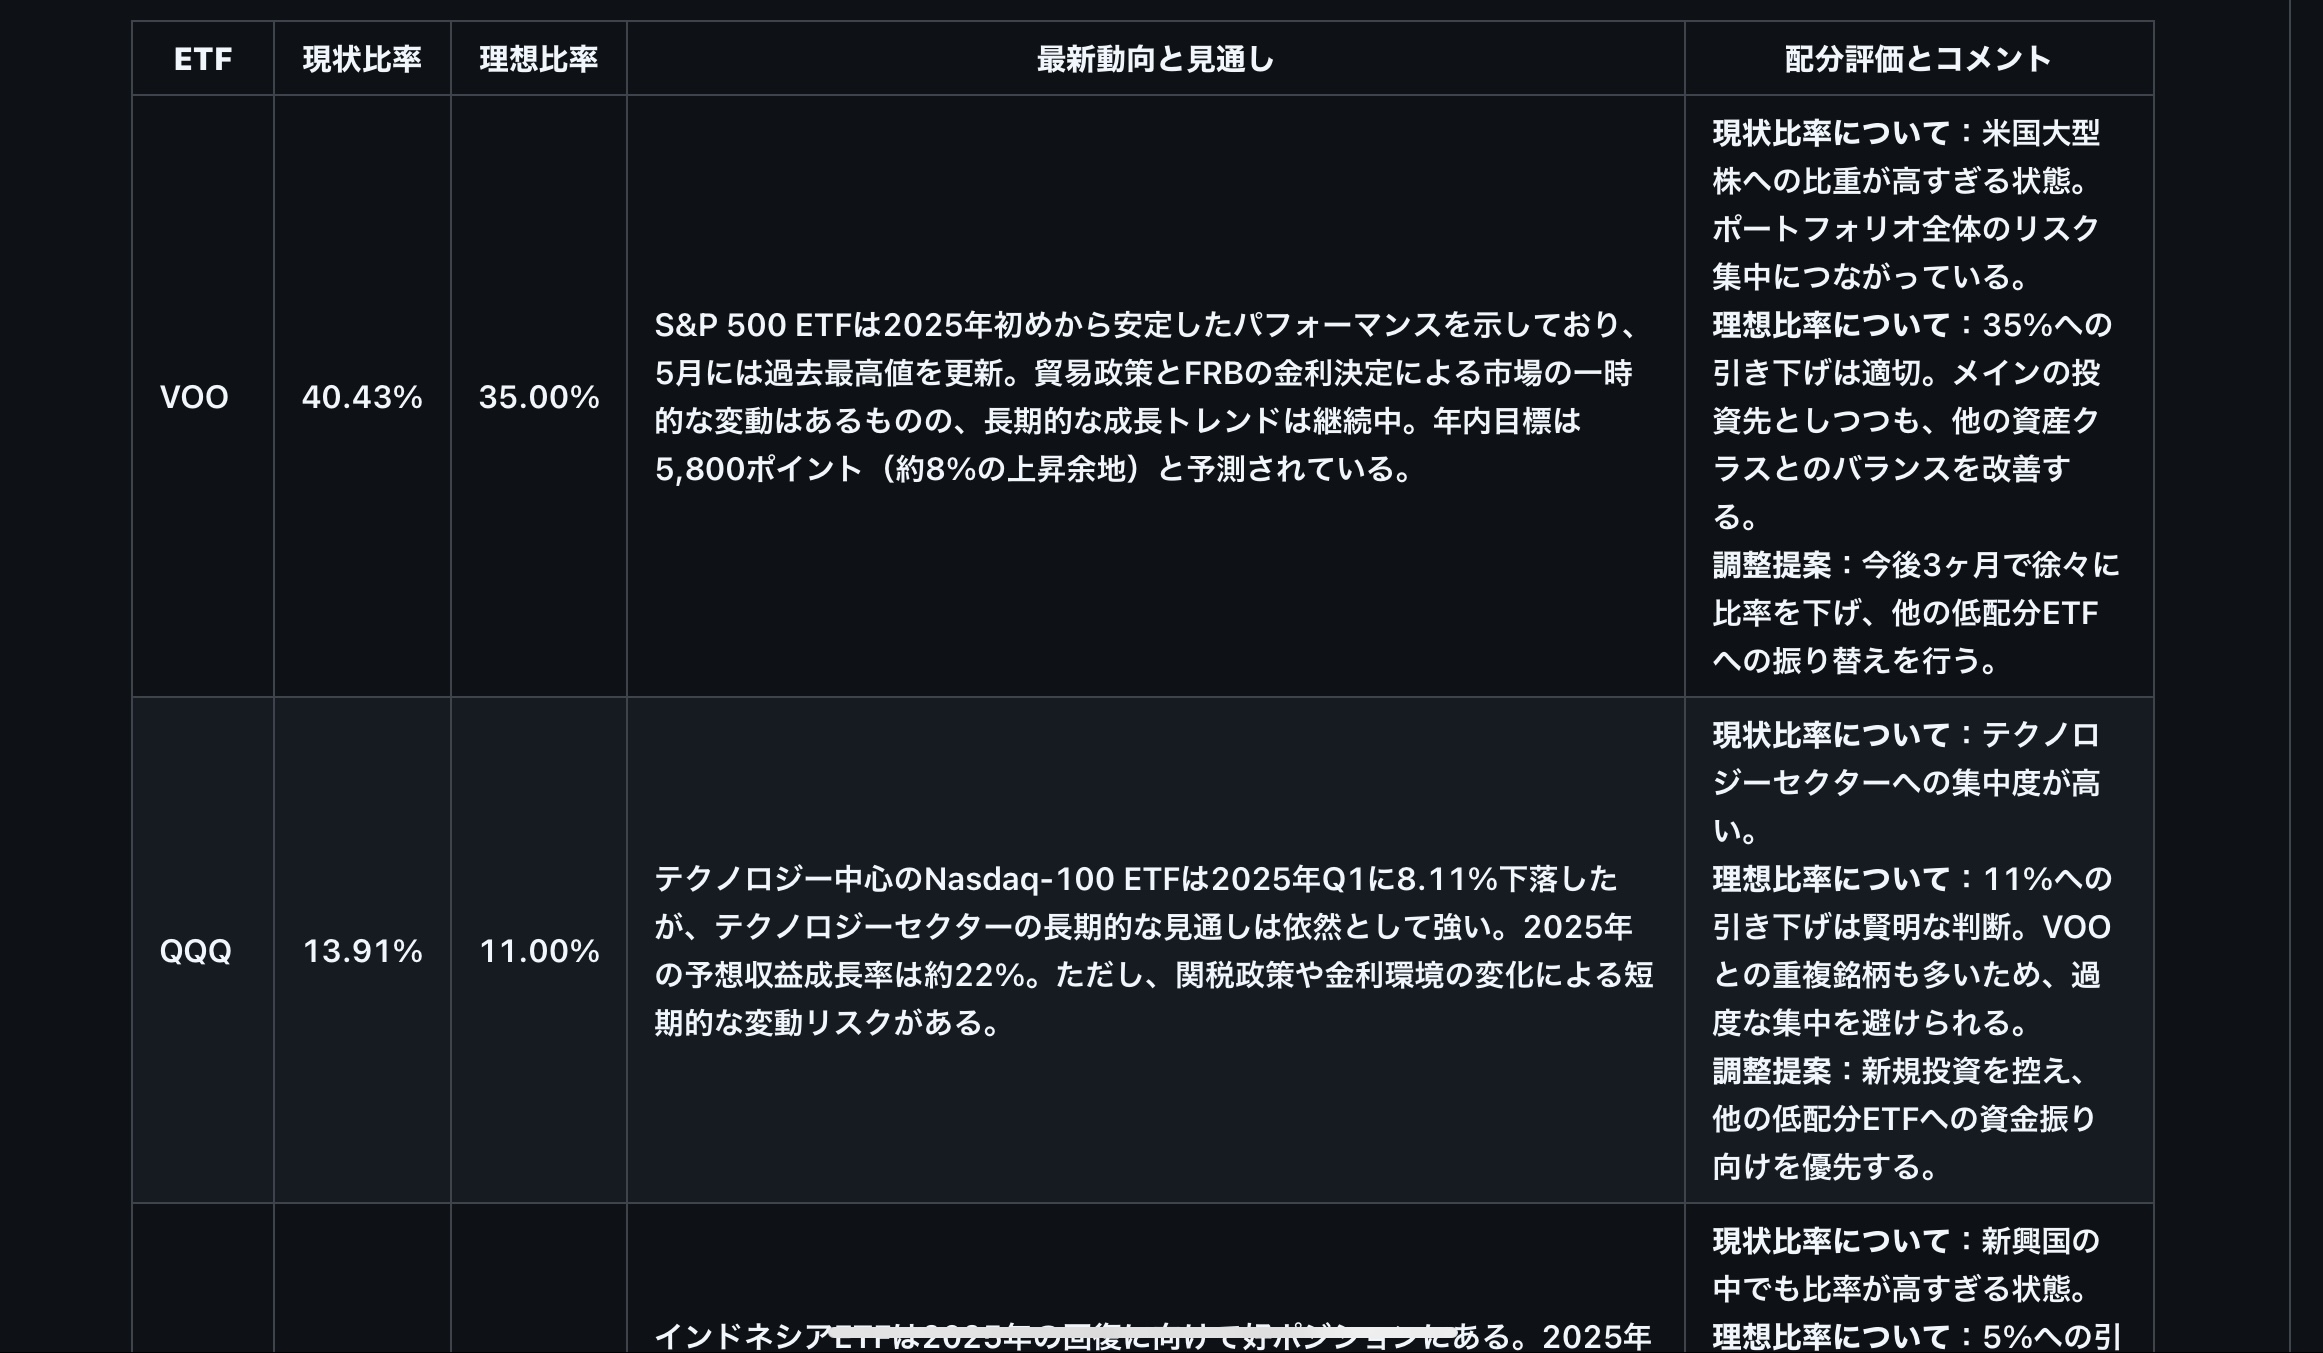 ETF 現状比率 理想比率 最新動向と見通し 配分評価とコメント
VOO
40.43%
35.00%
S&P 500 ETFは2025年初めから安定したパフォーマンスを示しており、
5月には過去最高値を更新。貿易政策とFRBの金利決定による市場の一時
的な変動はあるものの、長期的な成長トレンドは継続中。年内目標は
5,800ポイント（約8%の上昇余地）と予測されている。
現状比率について：米国大型
株への比重が高すぎる状態。
ポートフォリオ全体のリスク
集中につながっている。
理想比率について：35%への
引き下げは適切。メインの投
資先としつつも、他の資産ク
ラスとのバランスを改善す
る。
調整提案：今後3ヶ月で徐々に
比率を下げ、他の低配分ETF
への振り替えを行う。
QQQ
13.91%
11.00%
テクノロジー中心のNasdaq-100 ETFは2025年Q1に8.11%下落した
が、テクノロジーセクターの長期的な見通しは依然として強い。2025年
の予想収益成長率は約22%。ただし、関税政策や金利環境の変化による短
期的な変動リスクがある。
現状比率について：テクノロ
ジーセクターへの集中度が高
い。
理想比率について：11%への
引き下げは賢明な判断。VOO
との重複銘柄も多いため、過
度な集中を避けられる。
調整提案：新規投資を控え、
他の低配分ETFへの資金振り
向けを優先する。
インドネシアETFは2025年の回復に向けて好ポジションにある。2025年
現状比率について：新興国の
中でも比率が高すぎる状態。
理想比率について：5%への引